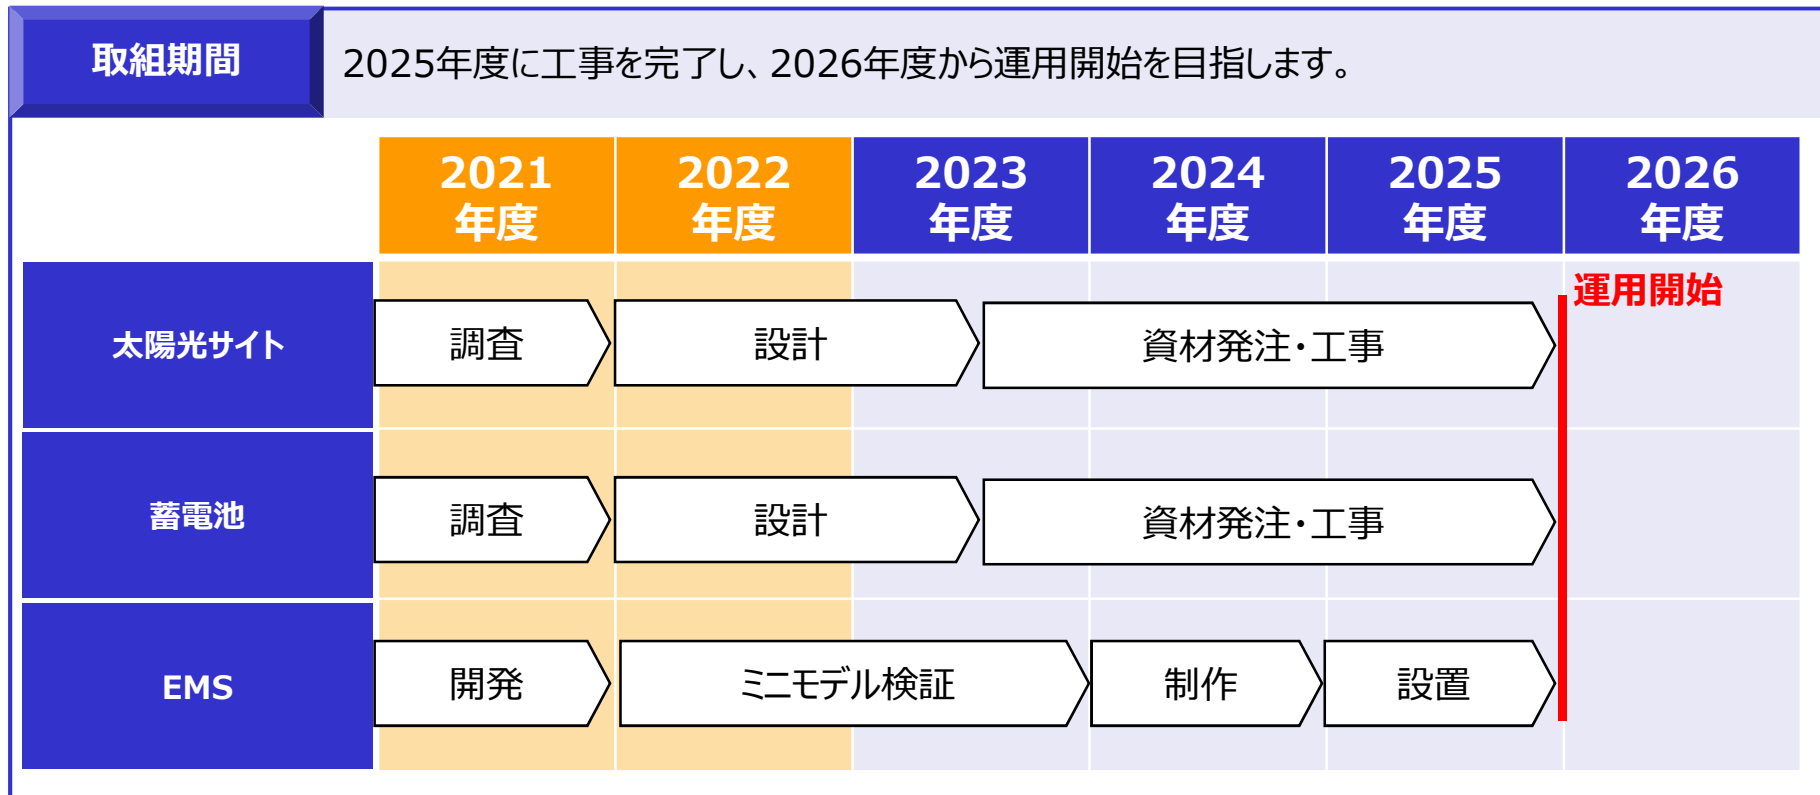 取組期間
2025年度に工事を完了し、2026年度から運用開始を目指します。
2021
年度
2022
年度
2023
年度
2024
年度
2025
年度
2026
年度
運用開始
太陽光サイト
調査
設計
資材発注・工事
蓄電池
調査
設計
資材発注・工事
EMS
開発
ミニモデル検証
制作
設置